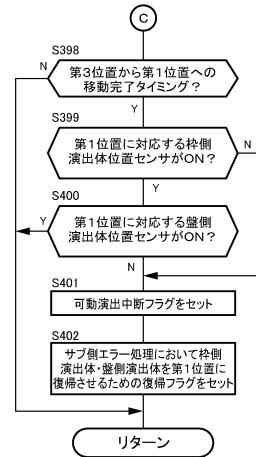 C
S398
N
第3位置から第1位置への
移動完了タイミング？
Y
S399
第1位置に対応する枠側
演出体位置センサがON？
N
Y
S400
Y
第1位置に対応する盤側
演出体位置センサがON？
N
S401
可動演出中断フラグをセット
S402
サブ側エラー処理において枠側
演出体・盤側演出体を第1位置に
復帰させるための復帰フラグをセット
リターン